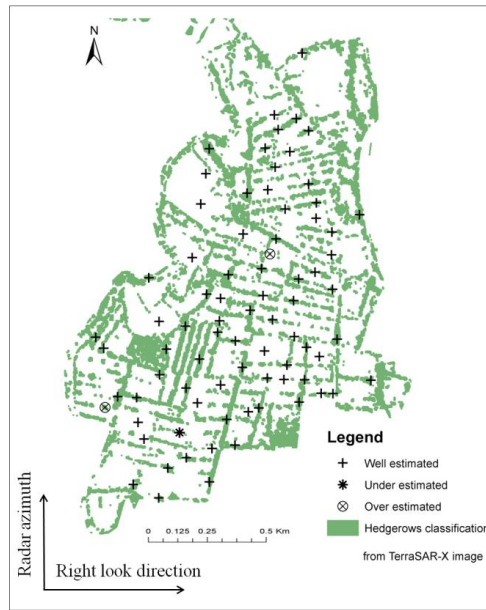 N
Legend
Well estimated
Under estimated
Over estimated
Hedgerows classification
from TerraSAR-X image
0 0.125 0.25 0.5 Km
Radar azimuth
Right look direction